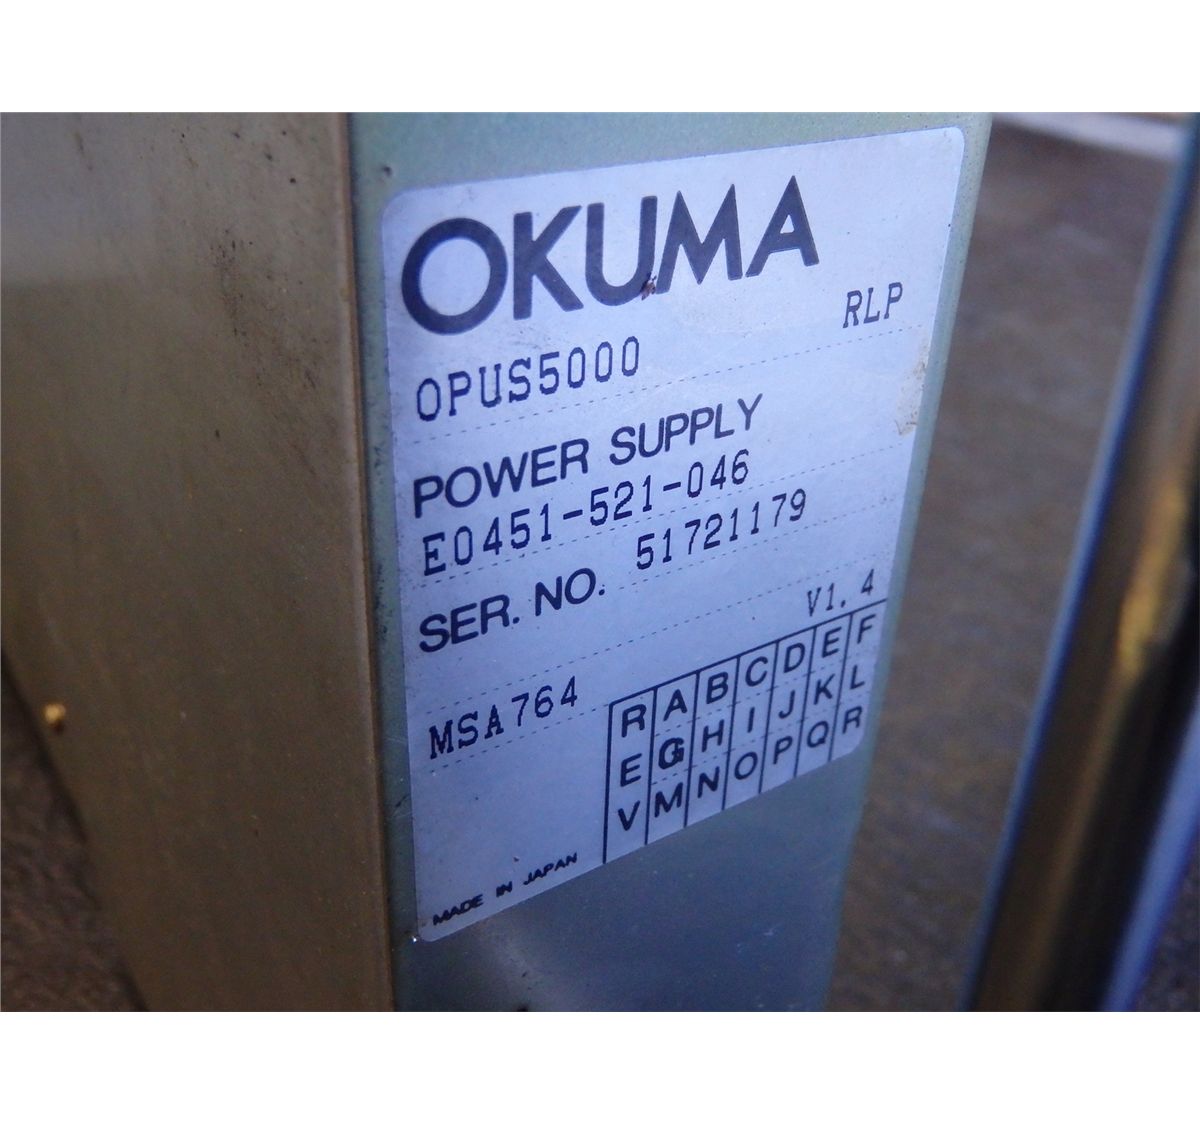 OKUMA
OPUS5000 RLP
POWER SUPPLY
E0451-521-046
SER. NO. 51721179
V1.4
MSA764
R A B C D E F
E G H I J K L
V M N O P Q R
MADE IN JAPAN